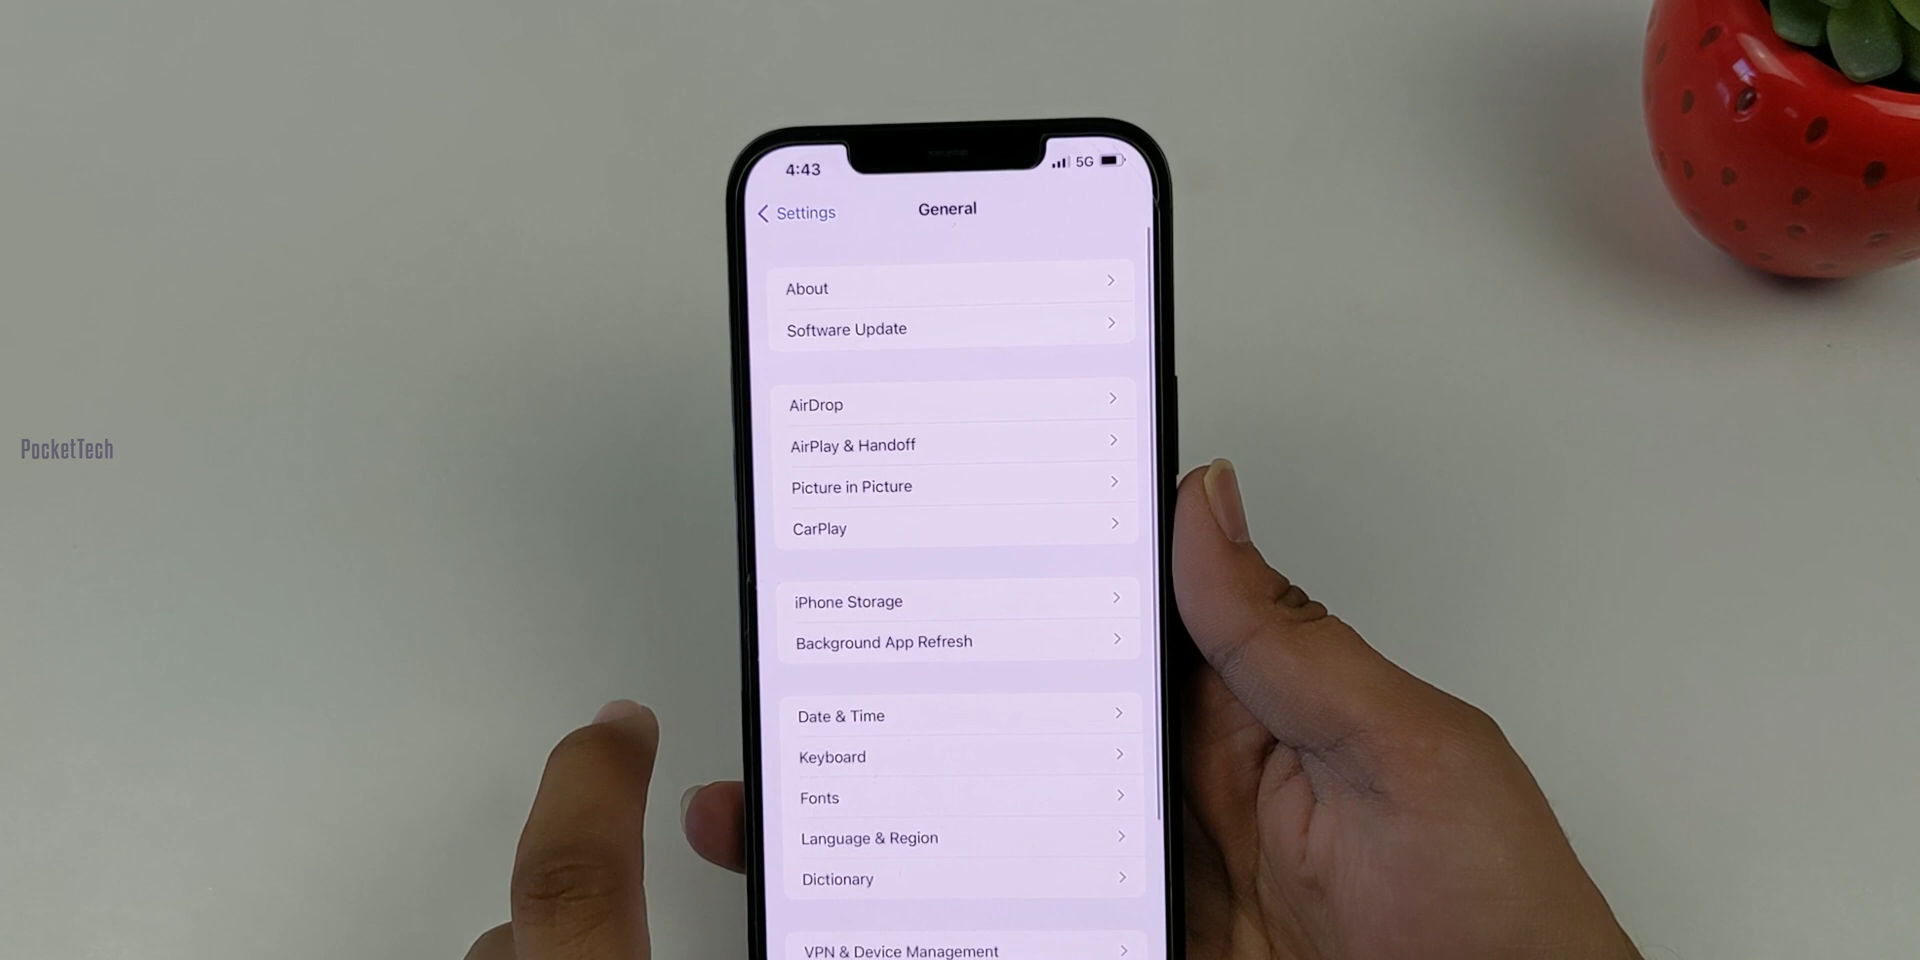 4:43
5G
Settings
General
About
Software Update
AirDrop
AirPlay & Handoff
Picture in Picture
CarPlay
PocketTech
iPhone Storage
Background App Refresh
Date & Time
Keyboard
Fonts
Language & Region
Dictionary
VPN & Device Management